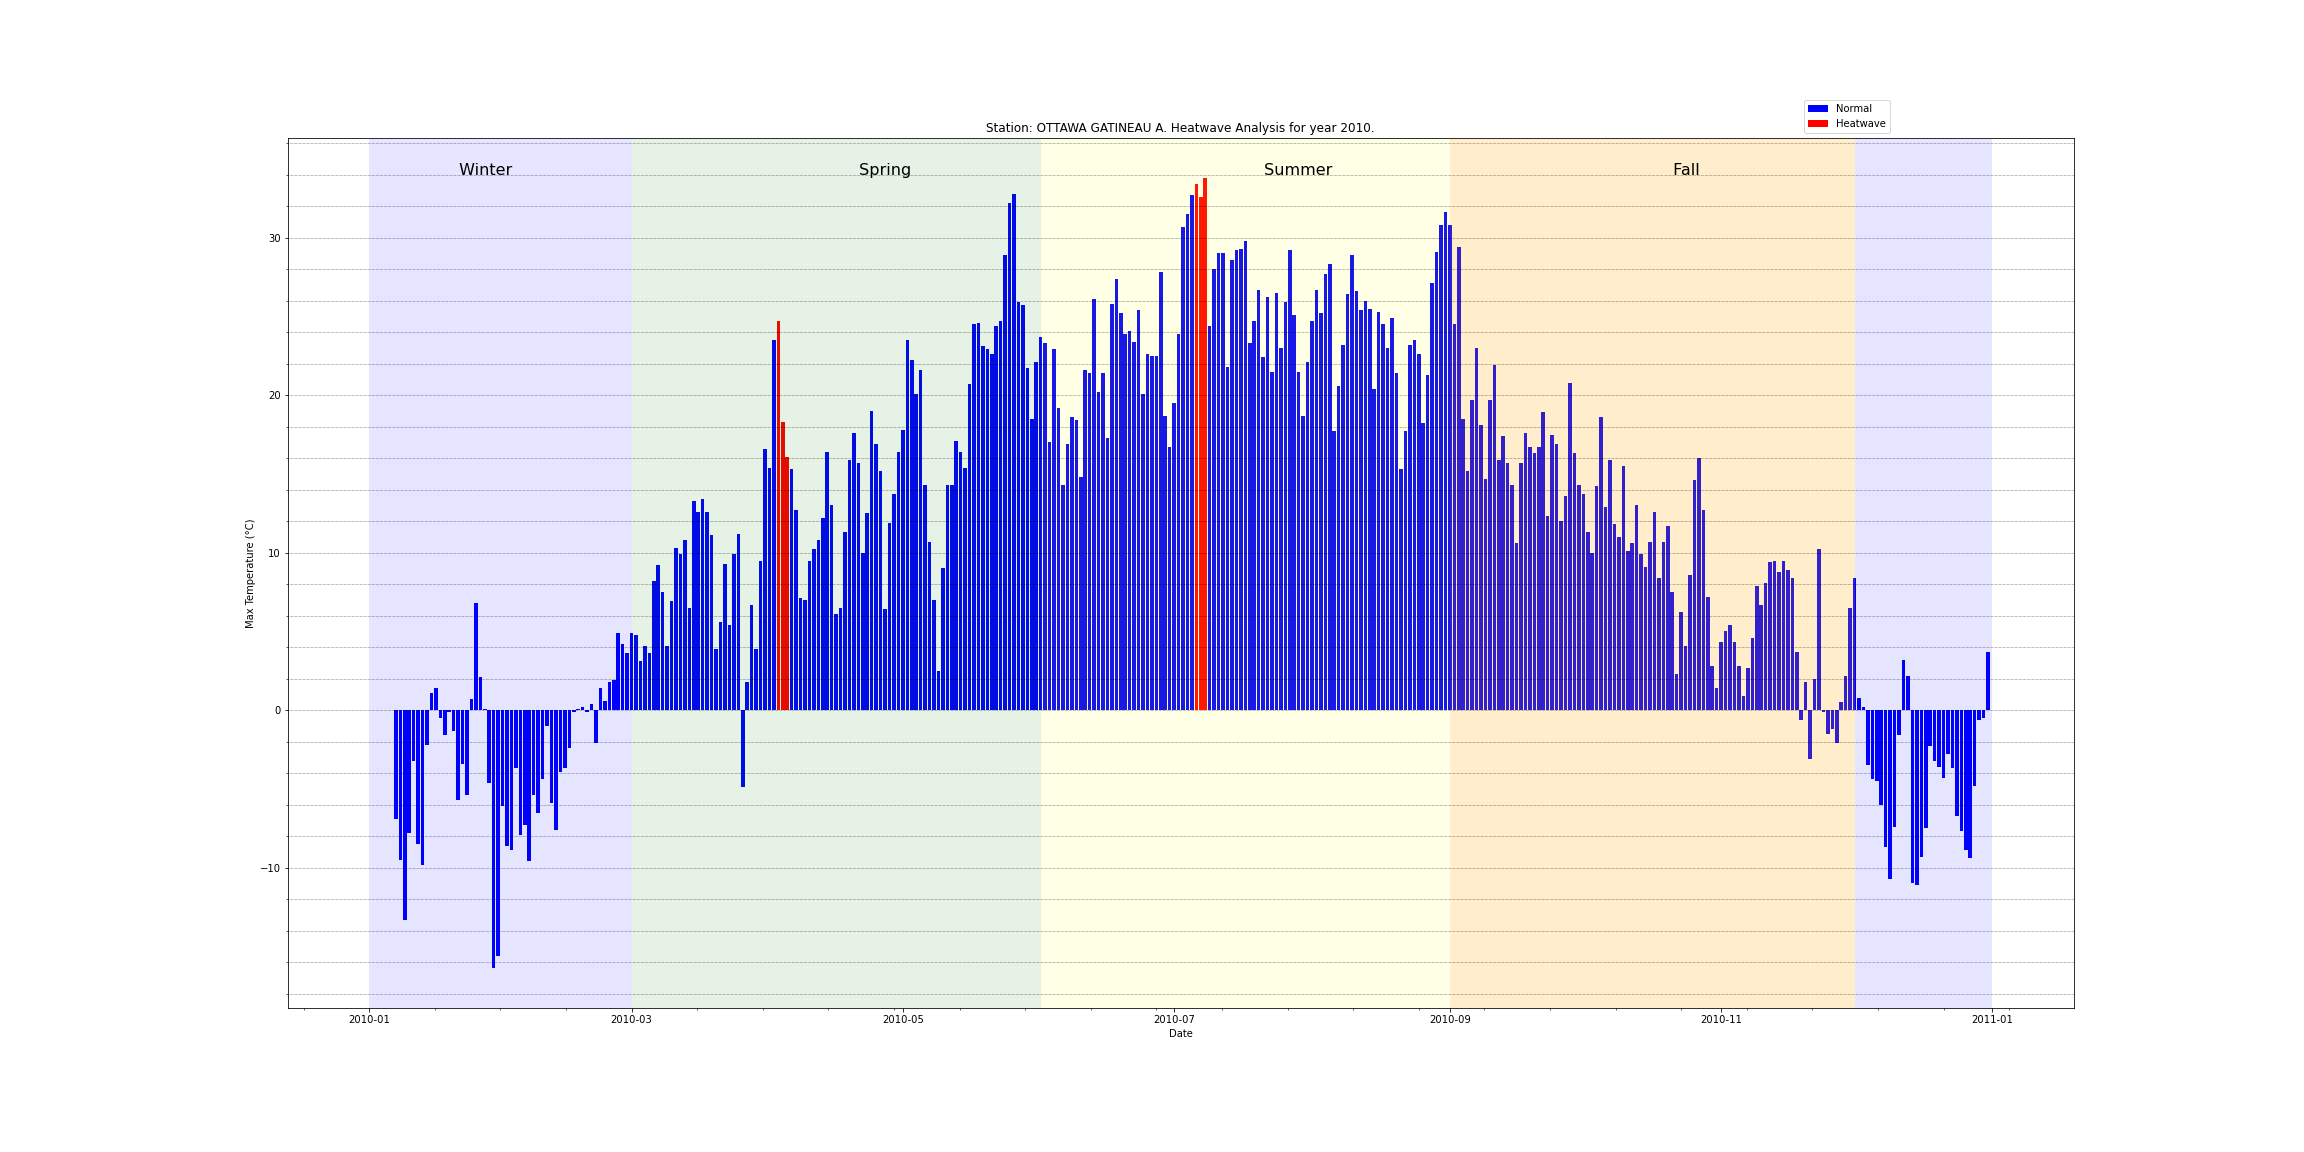 Normal
Heatwave
Station: OTTAWA GATINEAU A. Heatwave Analysis for year 2010.
Winter
Spring
Summer
Fall
30
20
10
0
−10
Max Temperature (°C)
2010-01
2010-03
2010-05
2010-07
2010-09
2010-11
2011-01
Date